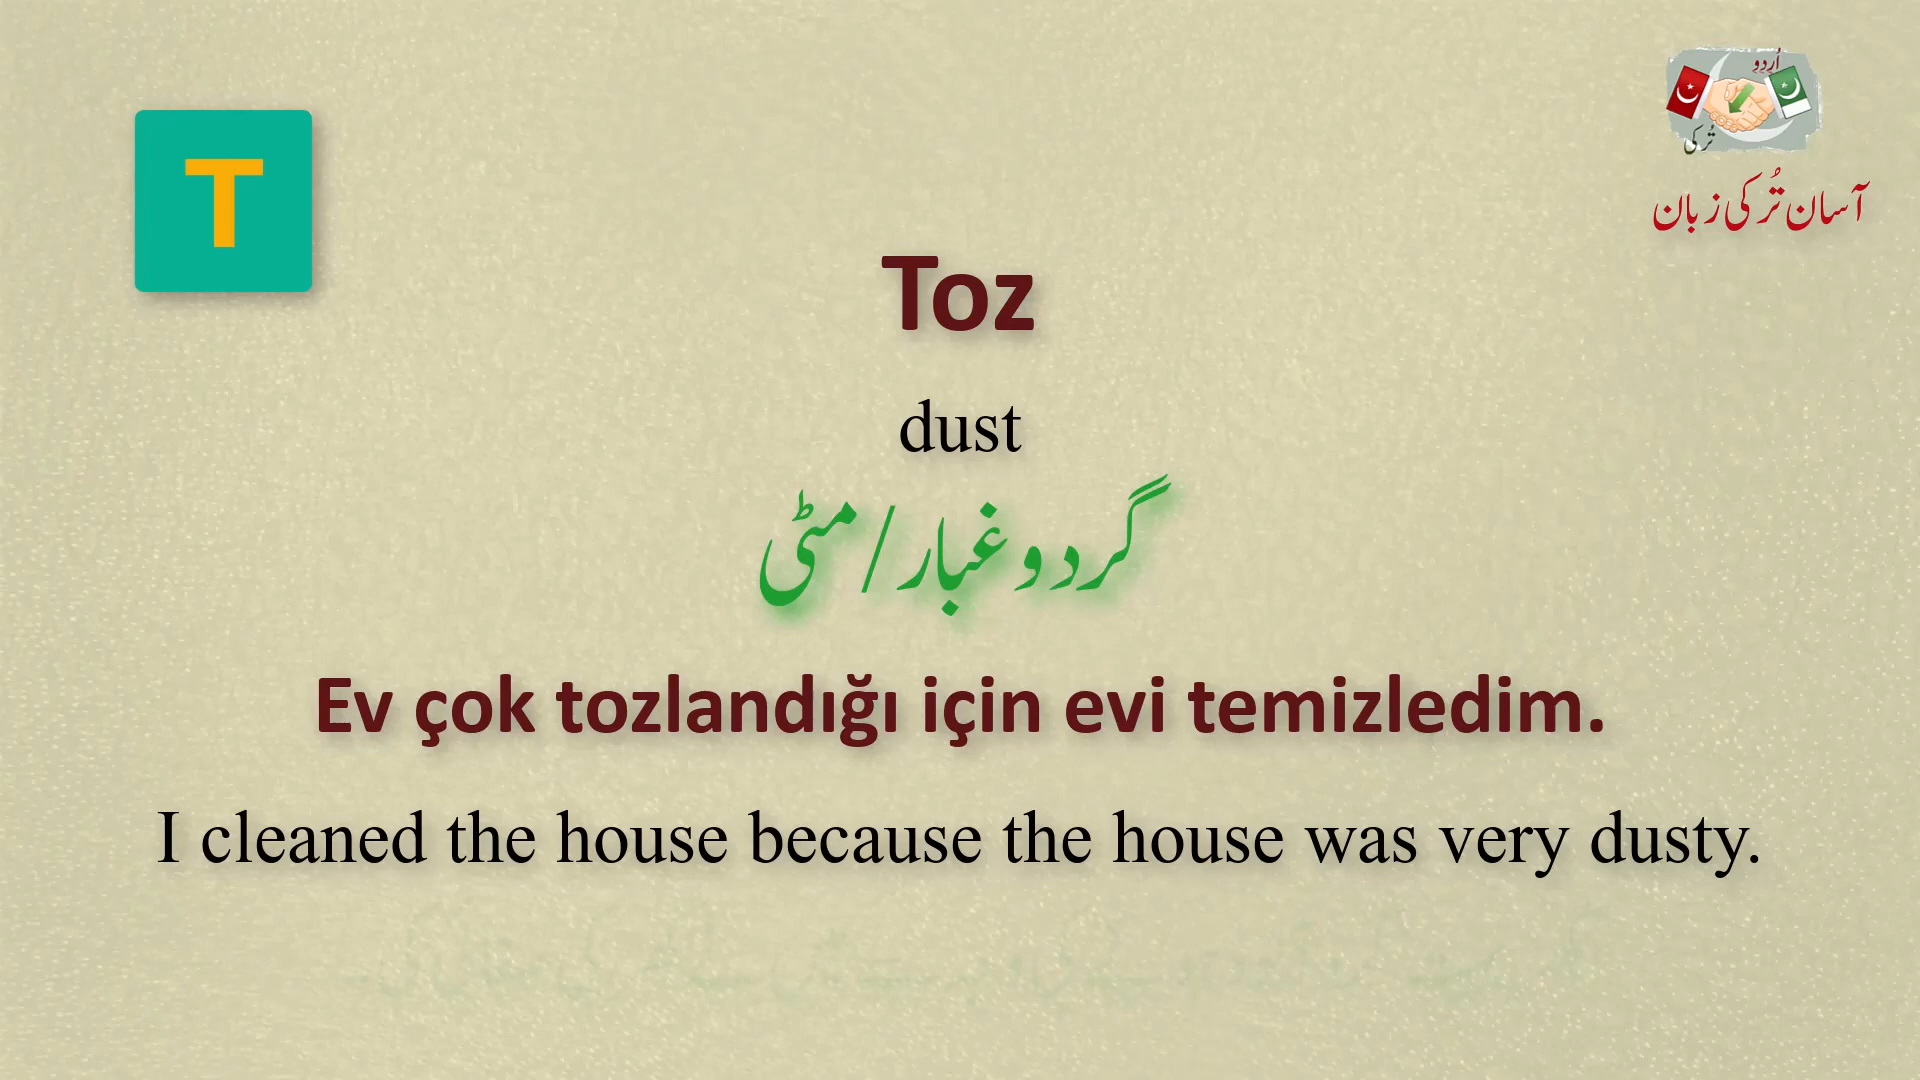 T
اُردو
تُرکی
آسان تُرکی زبان
Toz
dust
گرد و غبار / مٹی
Ev çok tozlandığı için evi temizledim.
I cleaned the house because the house was very dusty.